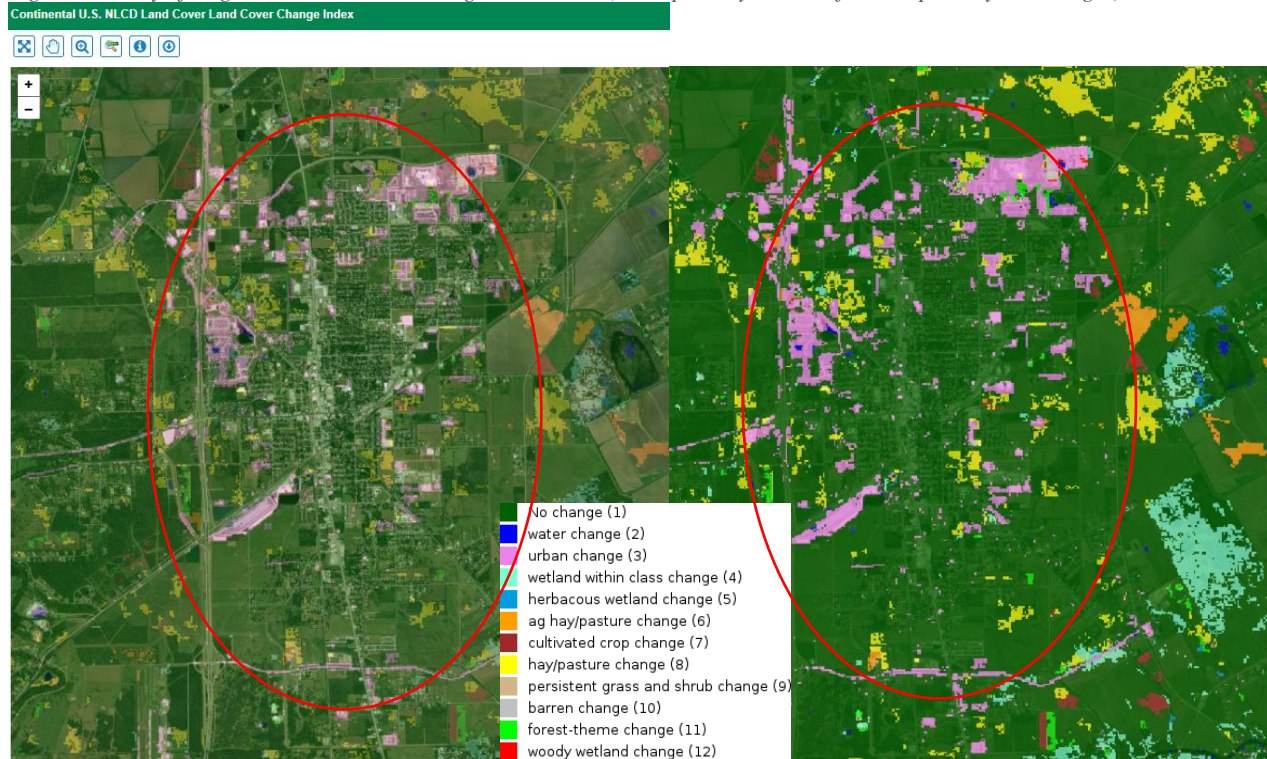 Continental U.S. NLCD Land Cover Land Cover Change Index
+
–
No change (1)
water change (2)
urban change (3)
wetland within class change (4)
herbacous wetland change (5)
ag hay/pasture change (6)
cultivated crop change (7)
hay/pasture change (8)
persistent grass and shrub change (9)
barren change (10)
forest-theme change (11)
woody wetland change (12)